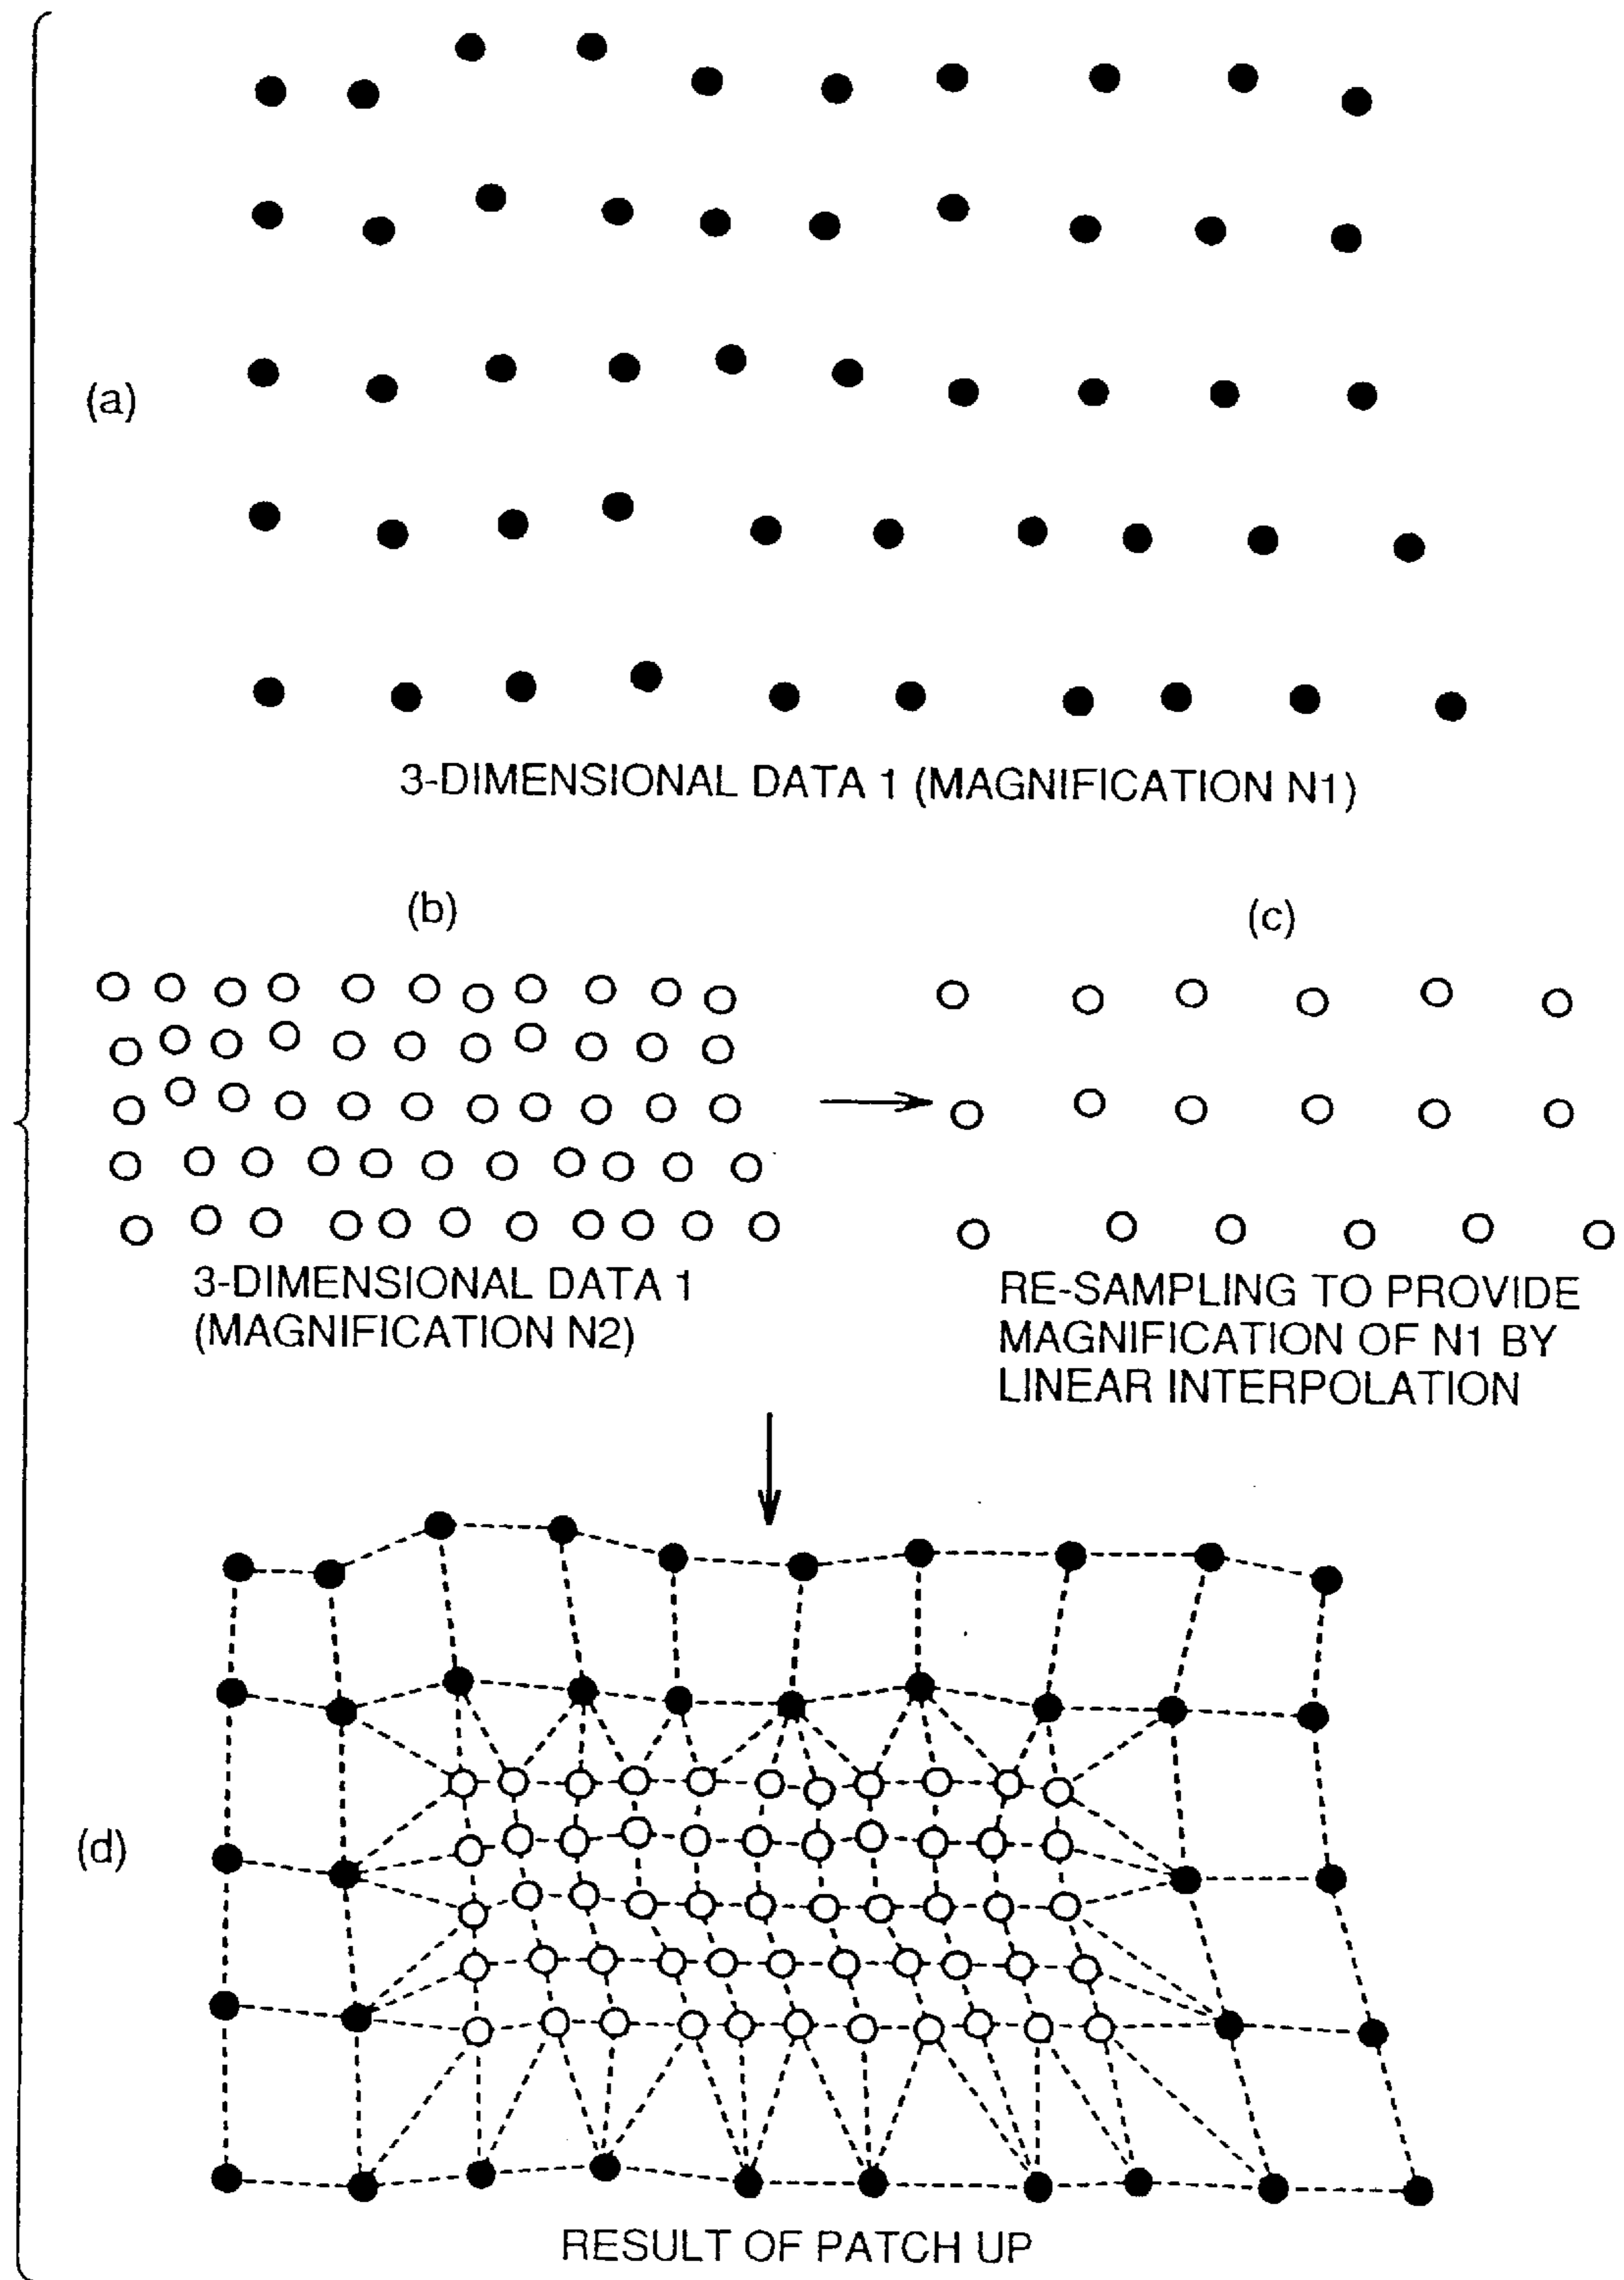 (a)
3-DIMENSIONAL DATA 1 (MAGNIFICATION N1)
(b)
(c)
3-DIMENSIONAL DATA 1
(MAGNIFICATION N2)
RE-SAMPLING TO PROVIDE
MAGNIFICATION OF N1 BY
LINEAR INTERPOLATION
(d)
RESULT OF PATCH UP